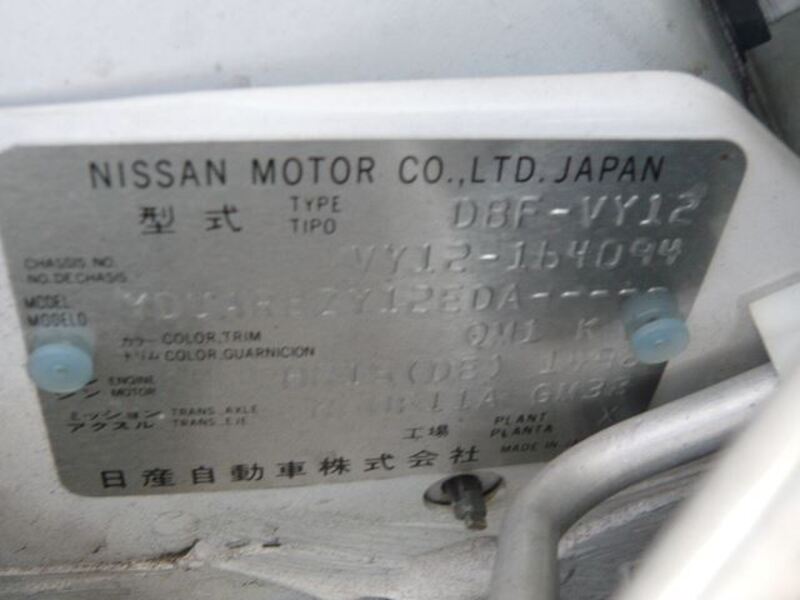 NISSAN MOTOR CO.,LTD. JAPAN
型式 TYPE TIPO DBF-VY12
CHASSIS NO. NO. DE CHASIS VY12-164094
MODEL MODELO
カラー COLOR, TRIM QM1 K
トリム COLOR, GUARNICION
ENGINE MOTOR
ミッション TRANS., AXLE
アクスル TRANS., EJE
工場 PLANT PLANTA X
MADE IN
日産自動車株式会社